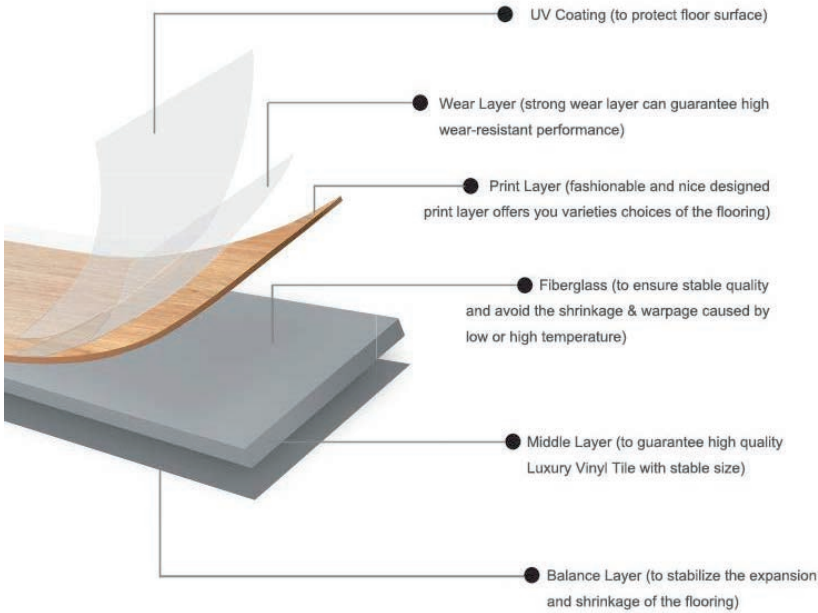 UV Coating (to protect floor surface)
Wear Layer (strong wear layer can guarantee high
wear-resistant performance)
Print Layer (fashionable and nice designed
print layer offers you varieties choices of the flooring)
Fiberglass (to ensure stable quality
and avoid the shrinkage & warpage caused by
low or high temperature)
Middle Layer (to guarantee high quality
Luxury Vinyl Tile with stable size)
Balance Layer (to stabilize the expansion
and shrinkage of the flooring)